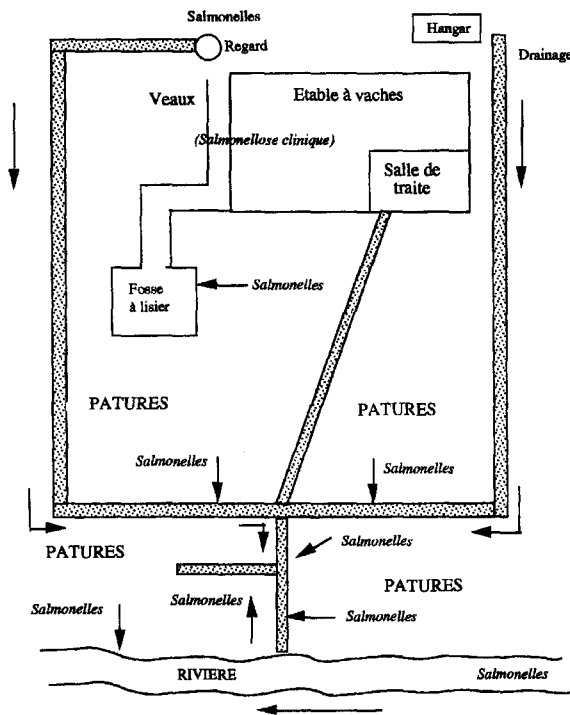 Salmonelles
Regard
Hangar
Drainage
Veaux
Etable à vaches
(Salmonellose clinique)
Salle de
traite
Fosse
à lisier
Salmonelles
PATURES
PATURES
Salmonelles
Salmonelles
PATURES
Salmonelles
PATURES
Salmonelles
Salmonelles
Salmonelles
RIVIERE
Salmonelles